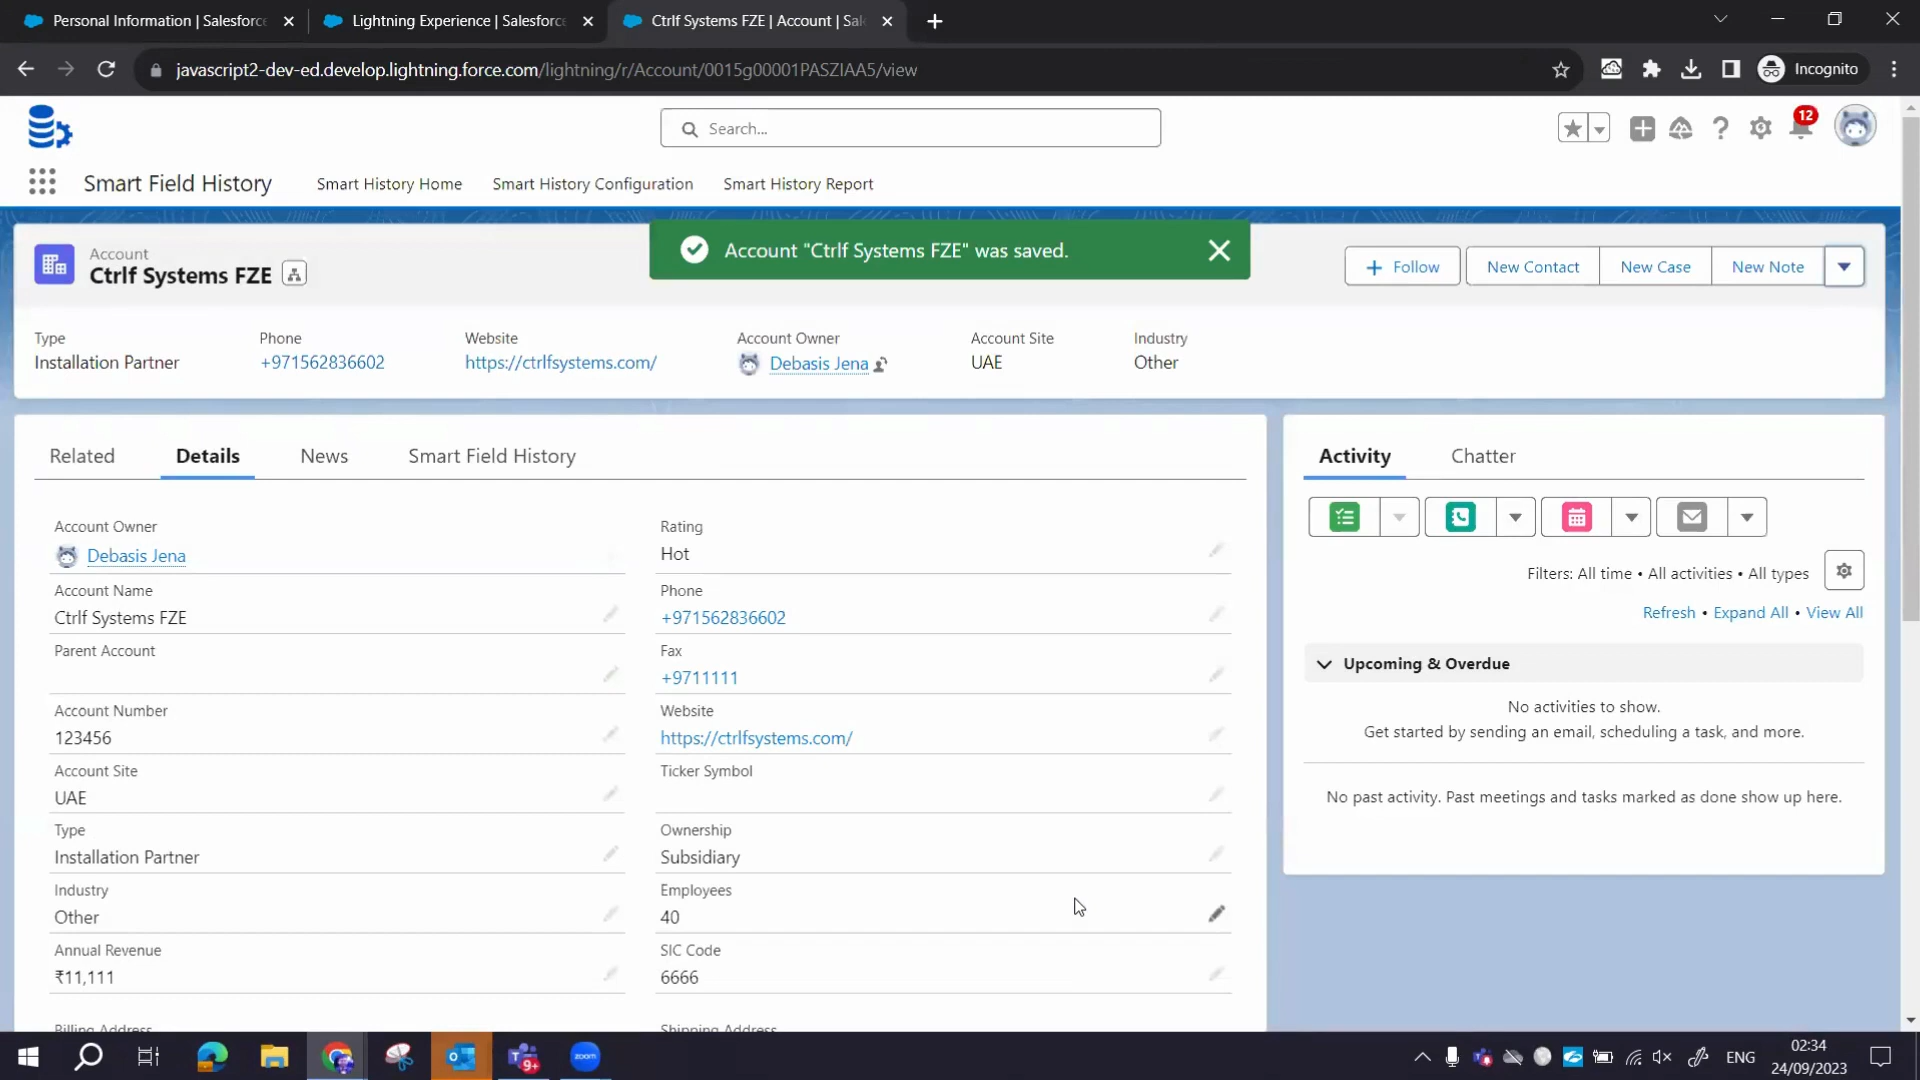 Personal Information | Salesforce
Lightning Experience | Salesforce
Ctrlf Systems FZE | Account | Sal
javascript2-dev-ed.develop.lightning.force.com/lightning/r/Account/0015g00001PASZIAA5/view
Incognito
Search...
12
Smart Field History
Smart History Home
Smart History Configuration
Smart History Report
Account
Ctrlf Systems FZE
Account "Ctrlf Systems FZE" was saved.
Follow
New Contact
New Case
New Note
Type
Installation Partner
Phone
+971562836602
Website
https://ctrlfsystems.com/
Account Owner
Debasis Jena
Account Site
UAE
Industry
Other
Related
Details
News
Smart Field History
Account Owner
Debasis Jena
Rating
Hot
Account Name
Ctrlf Systems FZE
Phone
+971562836602
Parent Account
Fax
+9711111
Account Number
123456
Website
https://ctrlfsystems.com/
Account Site
UAE
Ticker Symbol
Type
Installation Partner
Ownership
Subsidiary
Industry
Other
Employees
40
Annual Revenue
₹11,111
SIC Code
6666
Billing Address
Shipping Address
Activity
Chatter
Filters: All time • All activities • All types
Refresh • Expand All • View All
Upcoming & Overdue
No activities to show.
Get started by sending an email, scheduling a task, and more.
No past activity. Past meetings and tasks marked as done show up here.
zoom
9+
ENG
02:34
24/09/2023